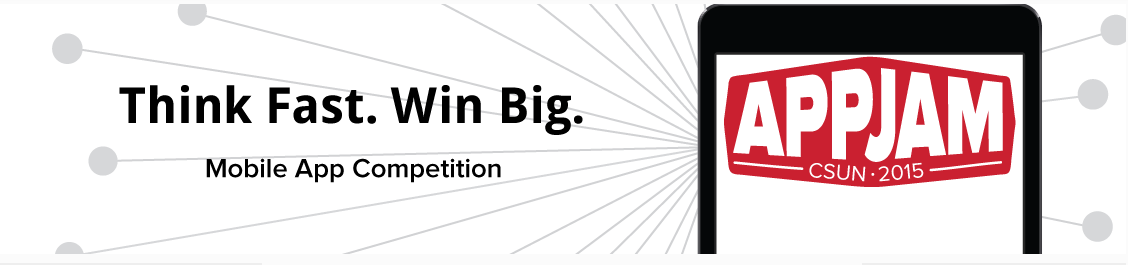 Think Fast. Win Big.
Mobile App Competition
APPJAM
CSUN · 2015